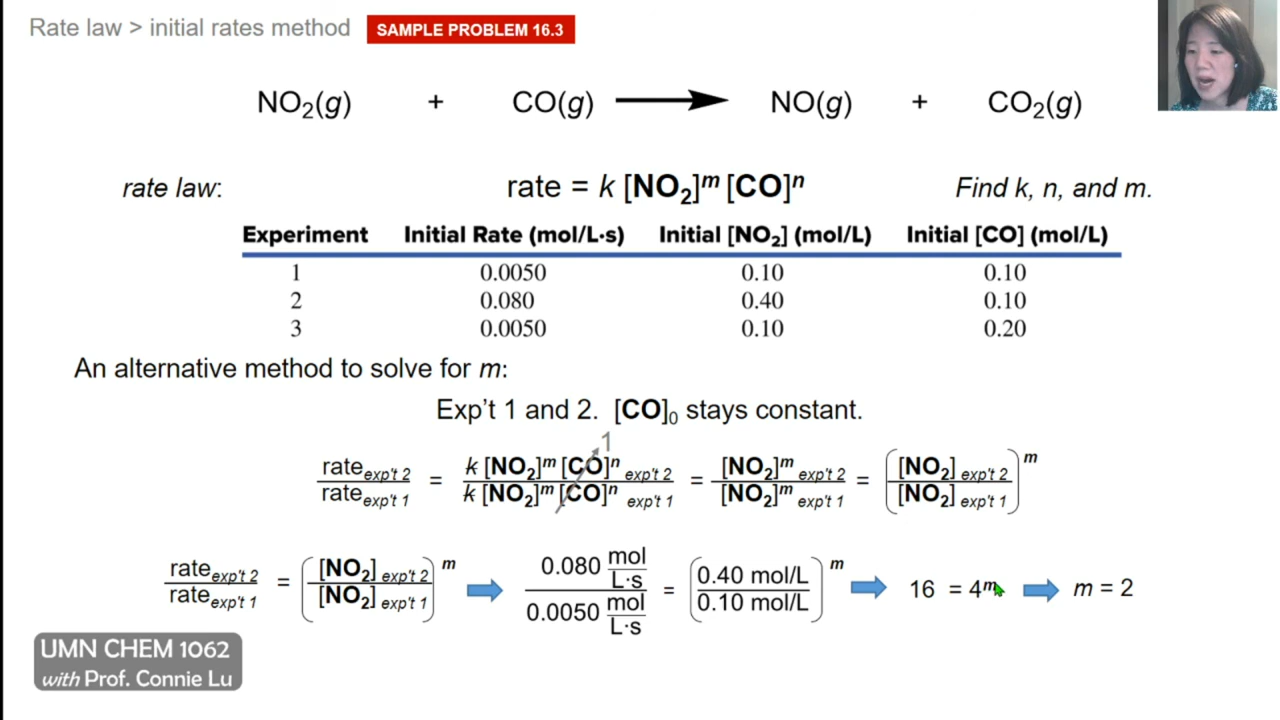 Rate law > initial rates method SAMPLE PROBLEM 16.3
NO₂(g) + CO(g) ⟶ NO(g) + CO₂(g)
rate law: rate = k [NO₂]ᵐ [CO]ⁿ Find k, n, and m.
Experiment Initial Rate (mol/L·s) Initial [NO₂] (mol/L) Initial [CO] (mol/L)
1 0.0050 0.10 0.10
2 0.080 0.40 0.10
3 0.0050 0.10 0.20
An alternative method to solve for m:
Exp't 1 and 2. [CO]₀ stays constant.
1
rate exp't 2 / rate exp't 1 = k [NO₂]ᵐ [CO]ⁿ exp't 2 / k [NO₂]ᵐ [CO]ⁿ exp't 1 = [NO₂]ᵐ exp't 2 / [NO₂]ᵐ exp't 1 = ([NO₂] exp't 2 / [NO₂] exp't 1)ᵐ
rate exp't 2 / rate exp't 1 = ([NO₂] exp't 2 / [NO₂] exp't 1)ᵐ ➡ 0.080 mol/L·s / 0.0050 mol/L·s = (0.40 mol/L / 0.10 mol/L)ᵐ ➡ 16 = 4ᵐ ➡ m = 2
UMN CHEM 1062
with Prof. Connie Lu